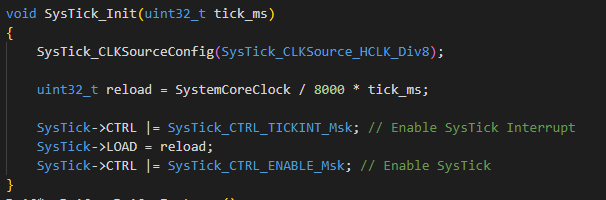 void SysTick_Init(uint32_t tick_ms)
{
    SysTick_CLKSourceConfig(SysTick_CLKSource_HCLK_Div8);
    uint32_t reload = SystemCoreClock / 8000 * tick_ms;
    SysTick->CTRL |= SysTick_CTRL_TICKINT_Msk; // Enable SysTick Interrupt
    SysTick->LOAD = reload;
    SysTick->CTRL |= SysTick_CTRL_ENABLE_Msk; // Enable SysTick
}